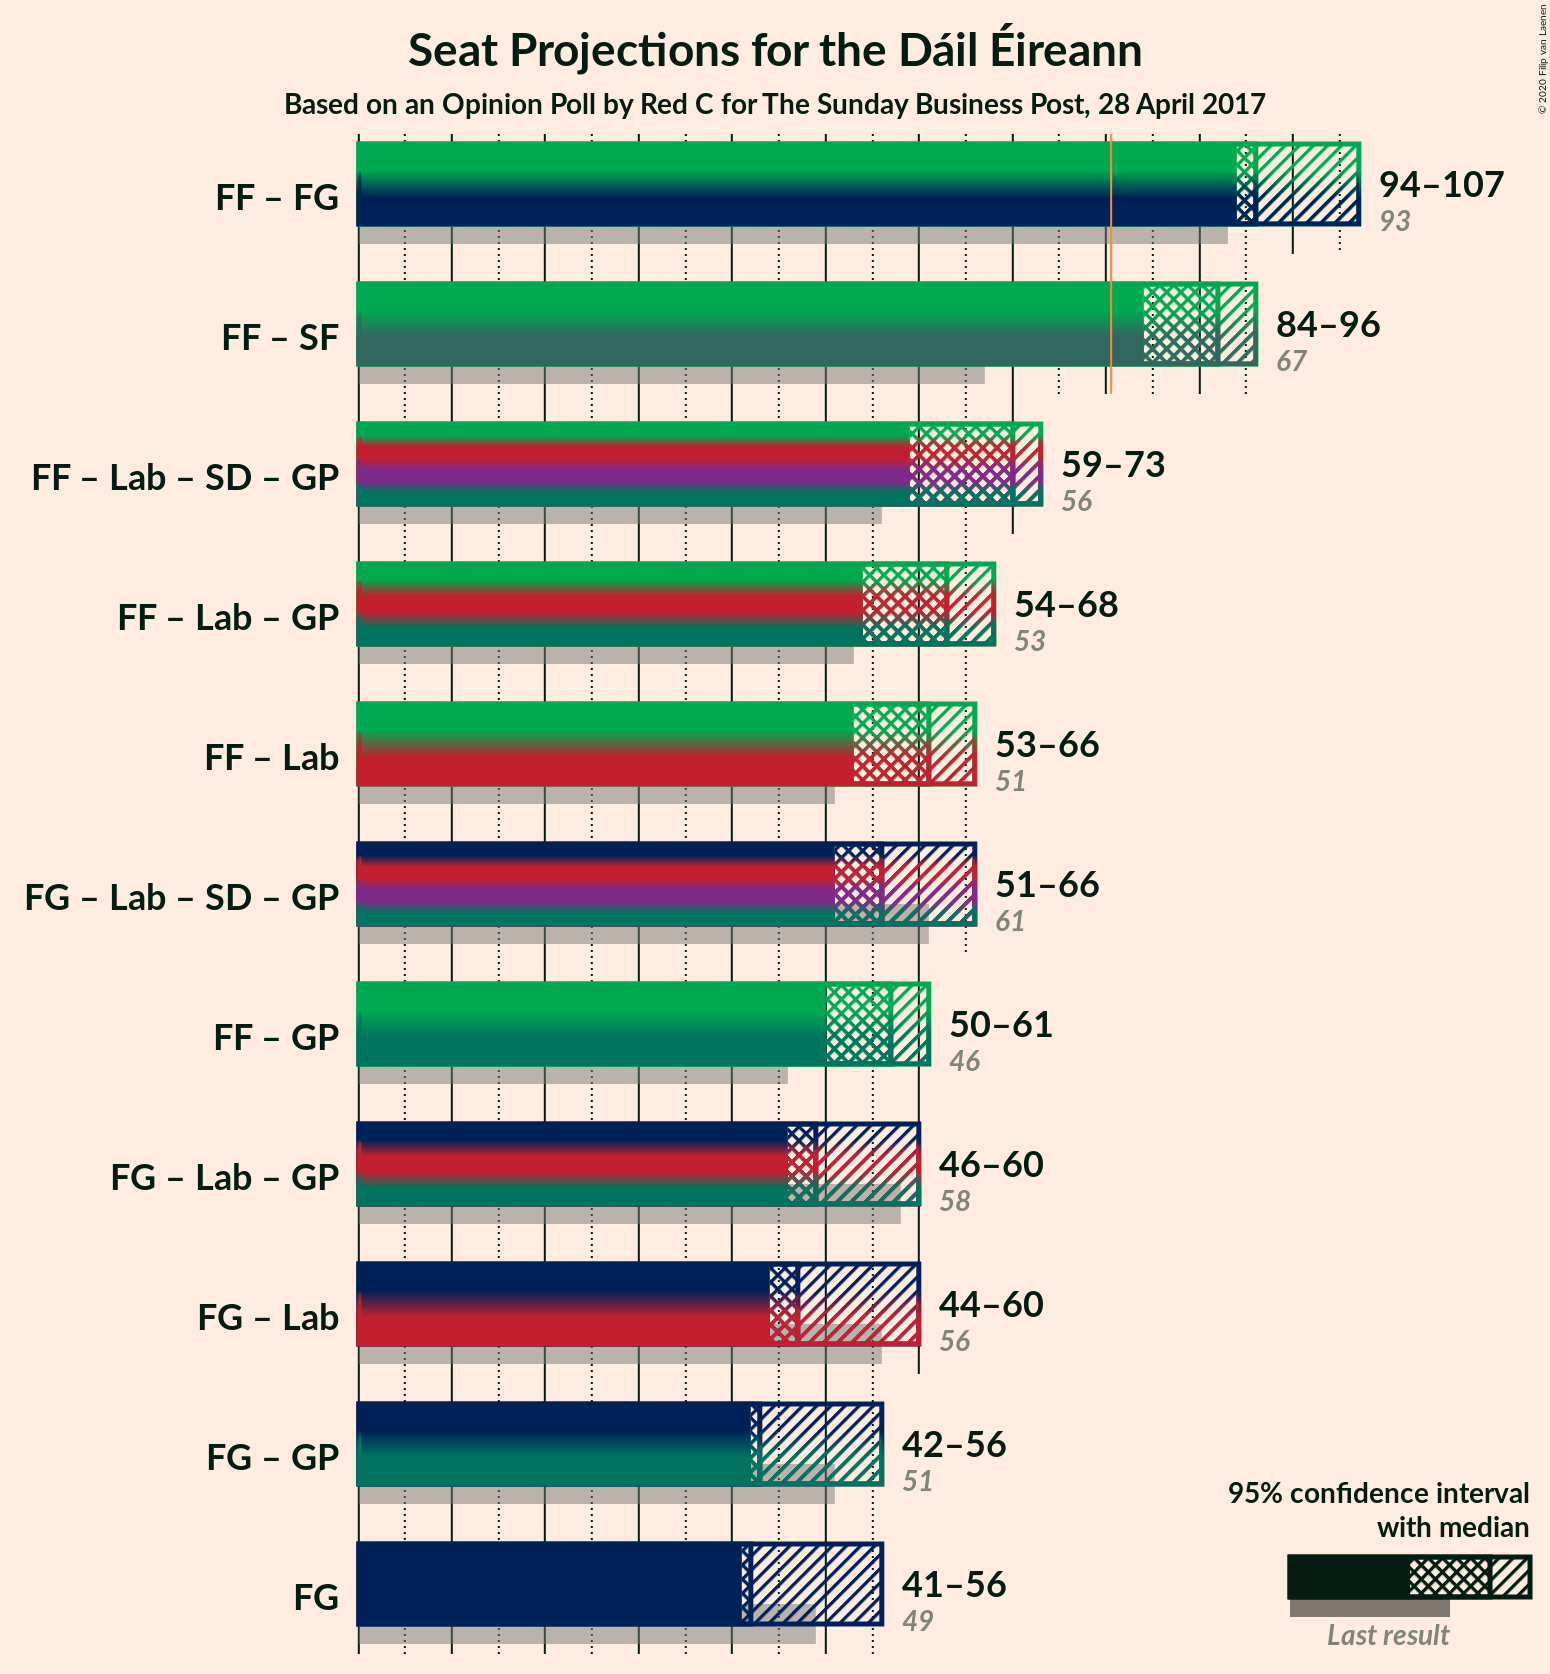 Seat Projections for the Dáil Éireann
Based on an Opinion Poll by Red C for The Sunday Business Post, 28 April 2017
© 2020 Filip van Laenen
FF – FG
94–107
93
FF – SF
84–96
67
FF – Lab – SD – GP
59–73
56
FF – Lab – GP
54–68
53
FF – Lab
53–66
51
FG – Lab – SD – GP
51–66
61
FF – GP
50–61
46
FG – Lab – GP
46–60
58
FG – Lab
44–60
56
FG – GP
42–56
51
FG
41–56
49
95% confidence interval
with median
Last result